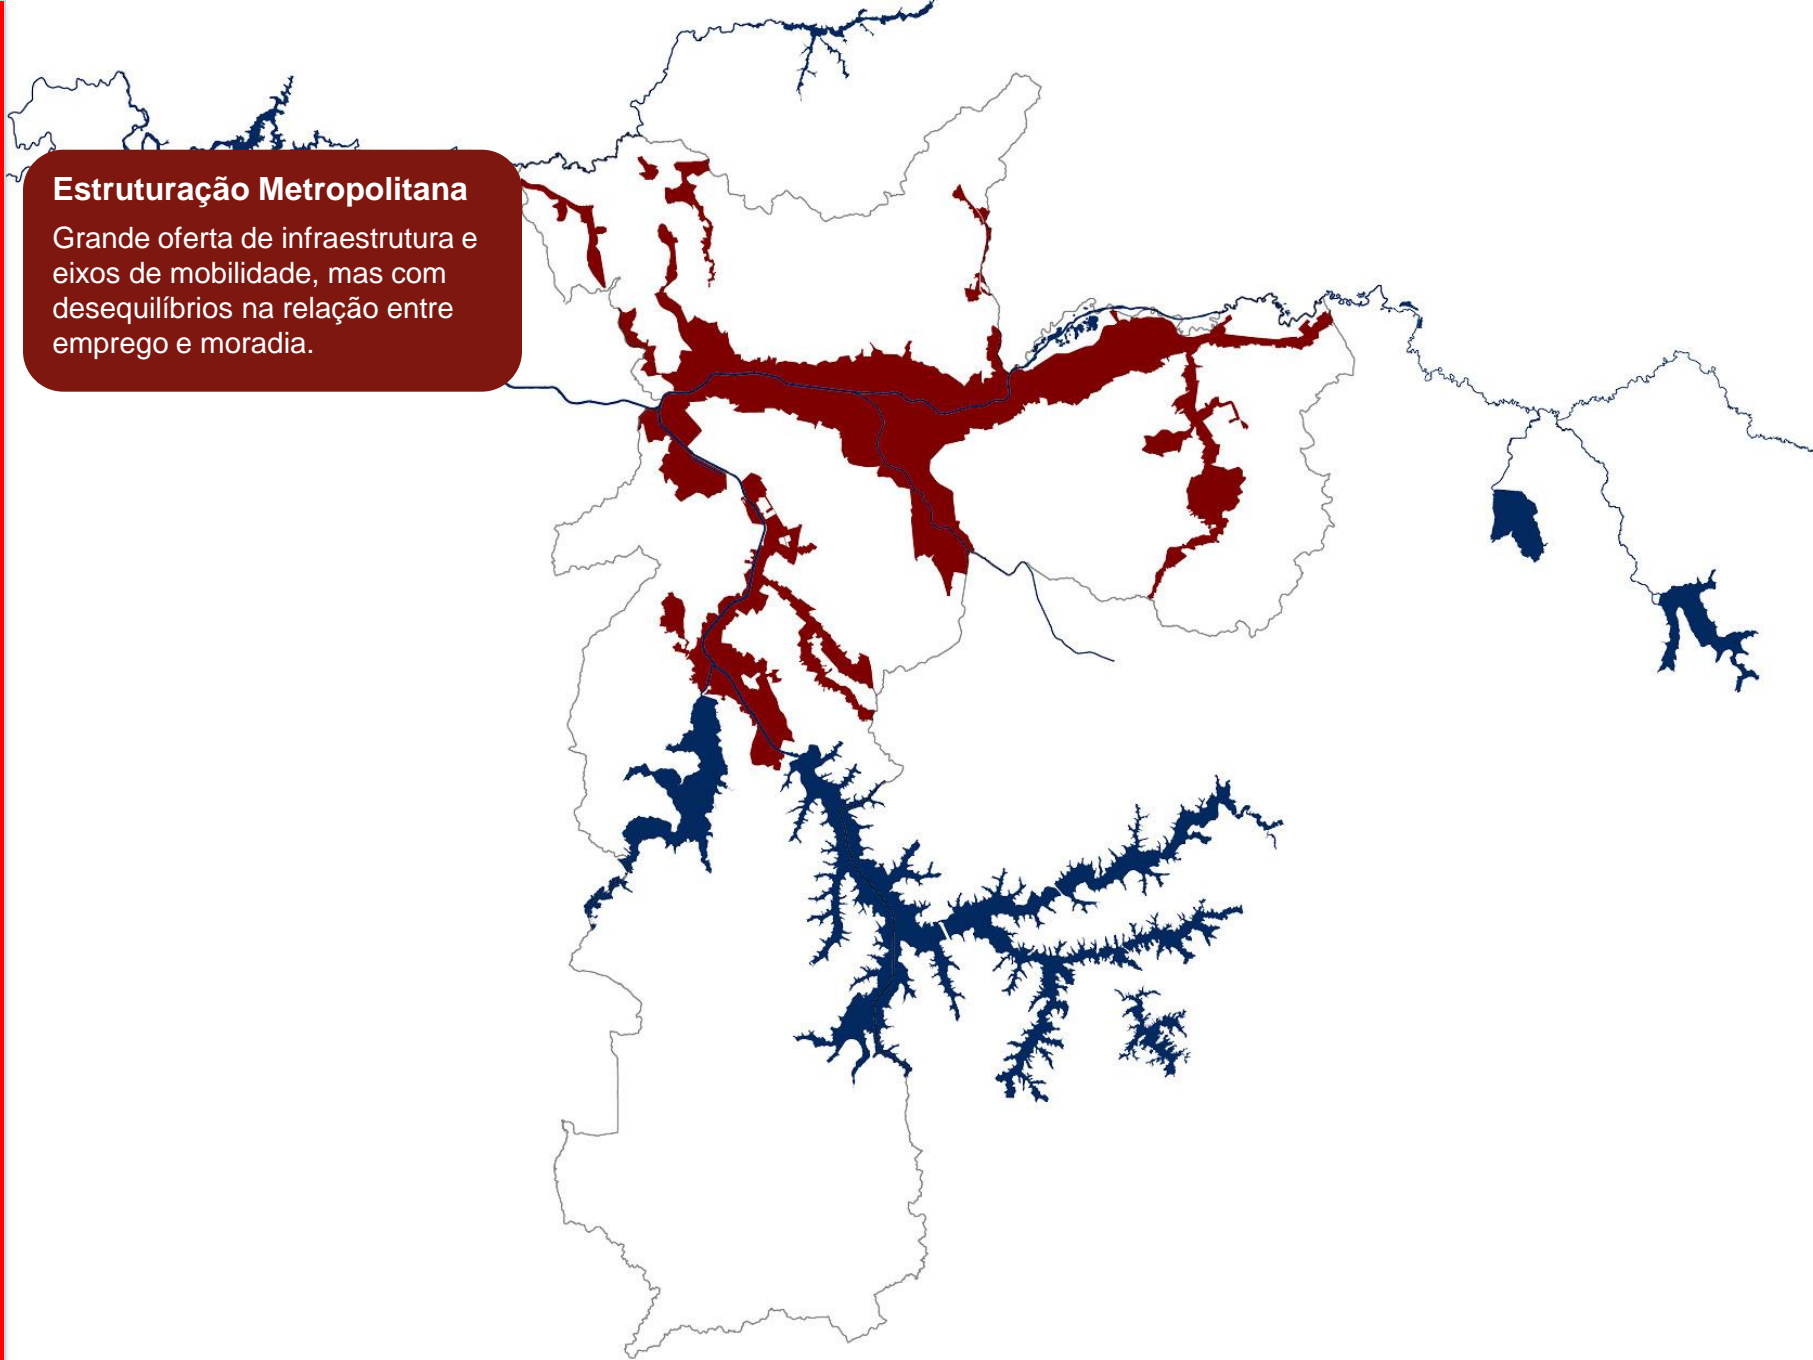 Estruturação Metropolitana
Grande oferta de infraestrutura e
eixos de mobilidade, mas com
desequilíbrios na relação entre
emprego e moradia.